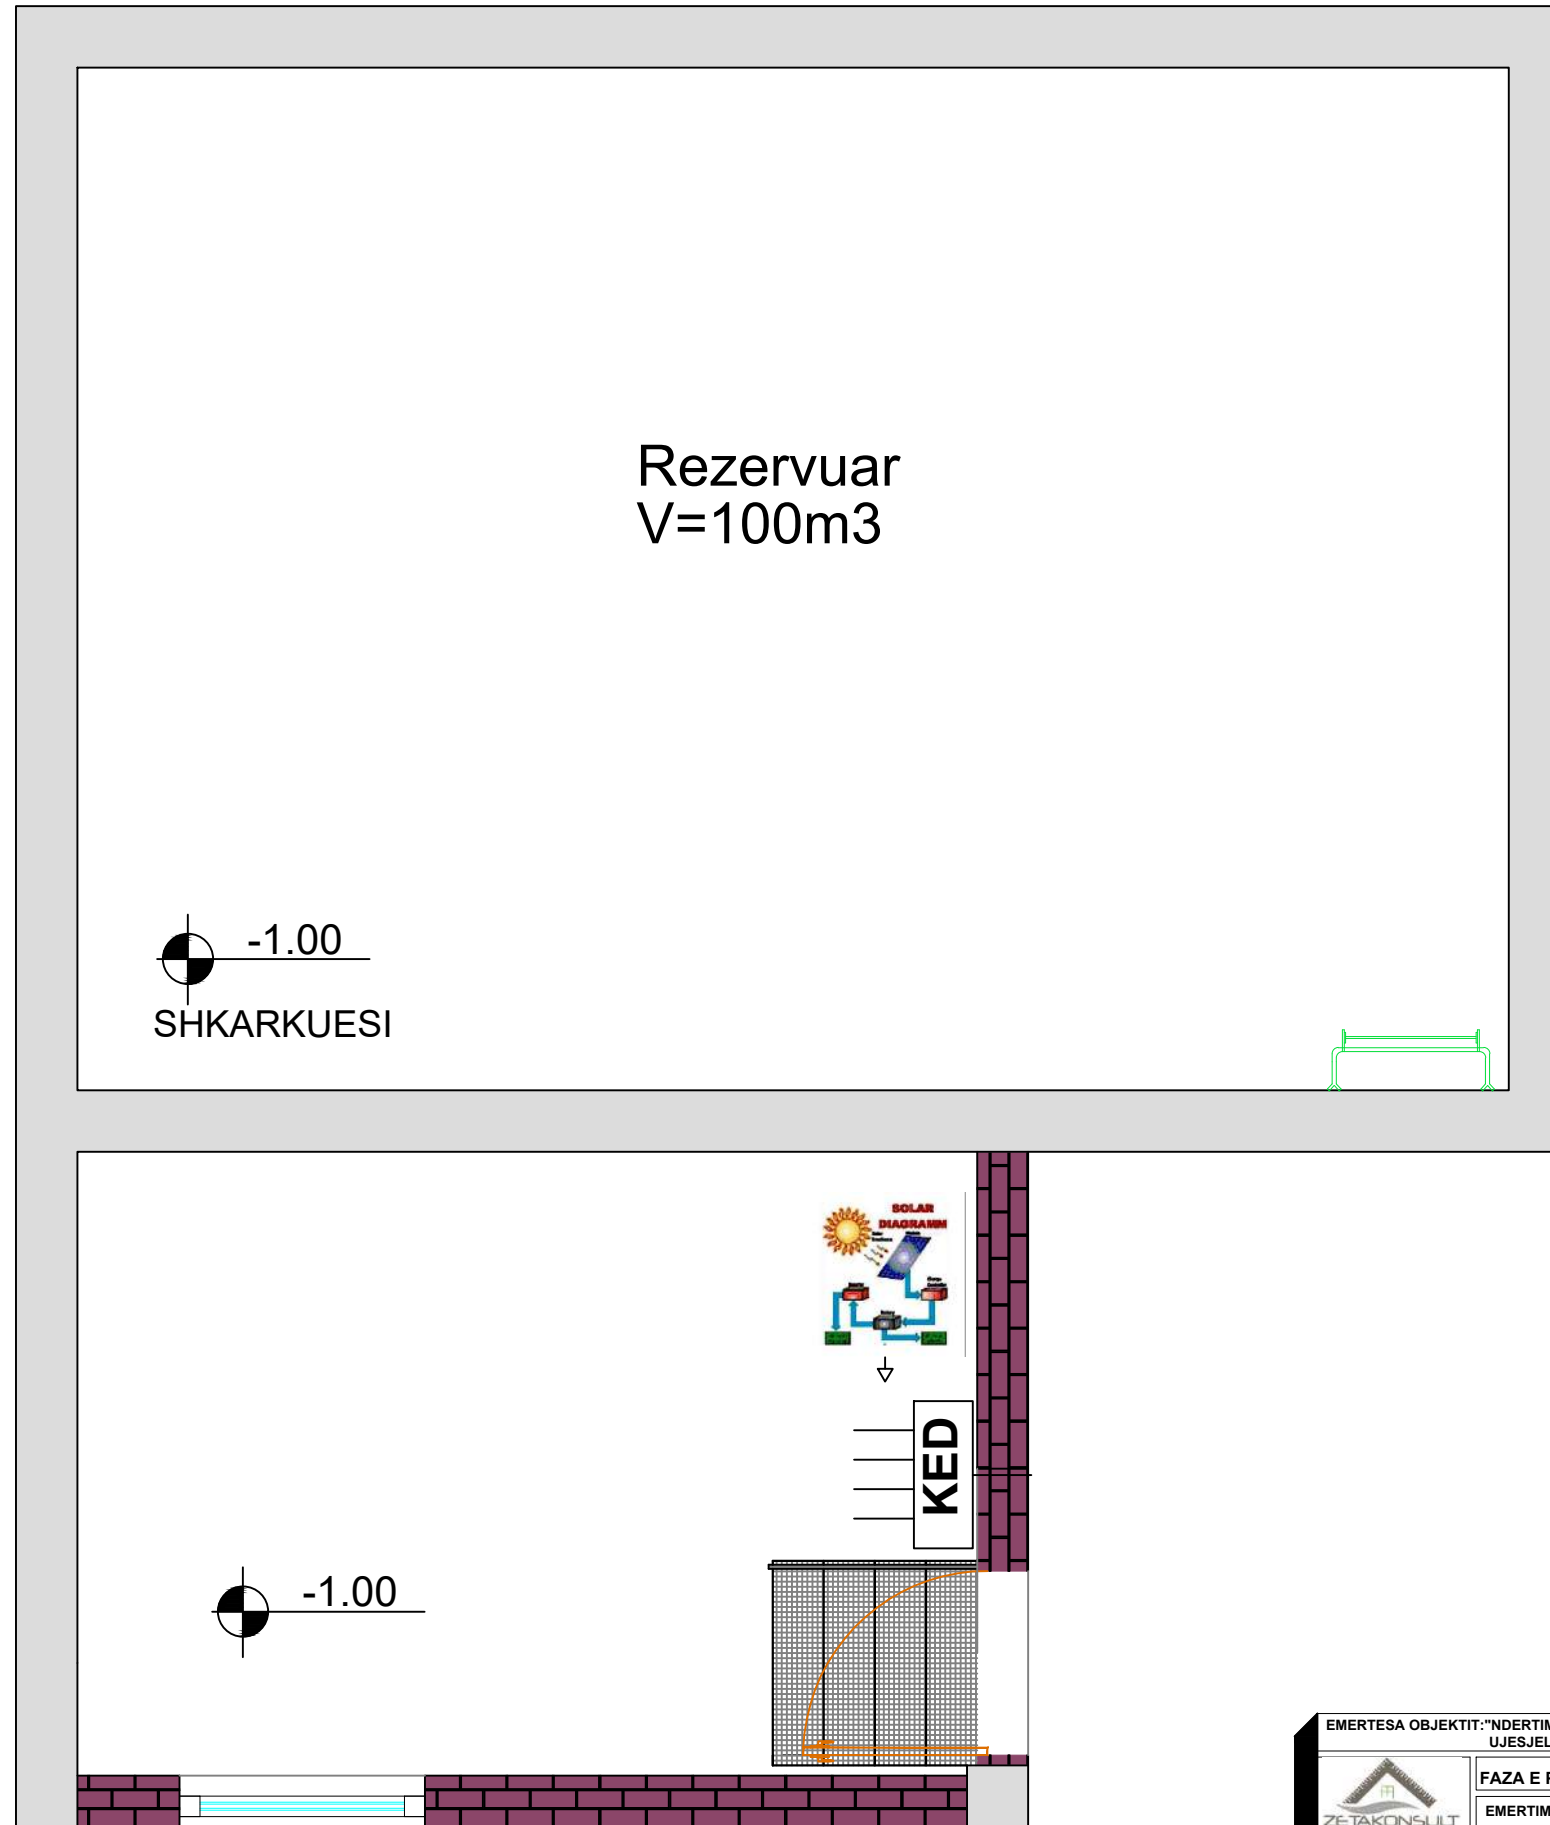 Rezervuar
V=100m3
-1.00
SHKARKUESI
SOLAR
DIAGRAMM
KED
-1.00
EMERTESA OBJEKTIT:"NDERTIM
UJESJEL
FAZA E
EMERTIM
ZETAKONSULT